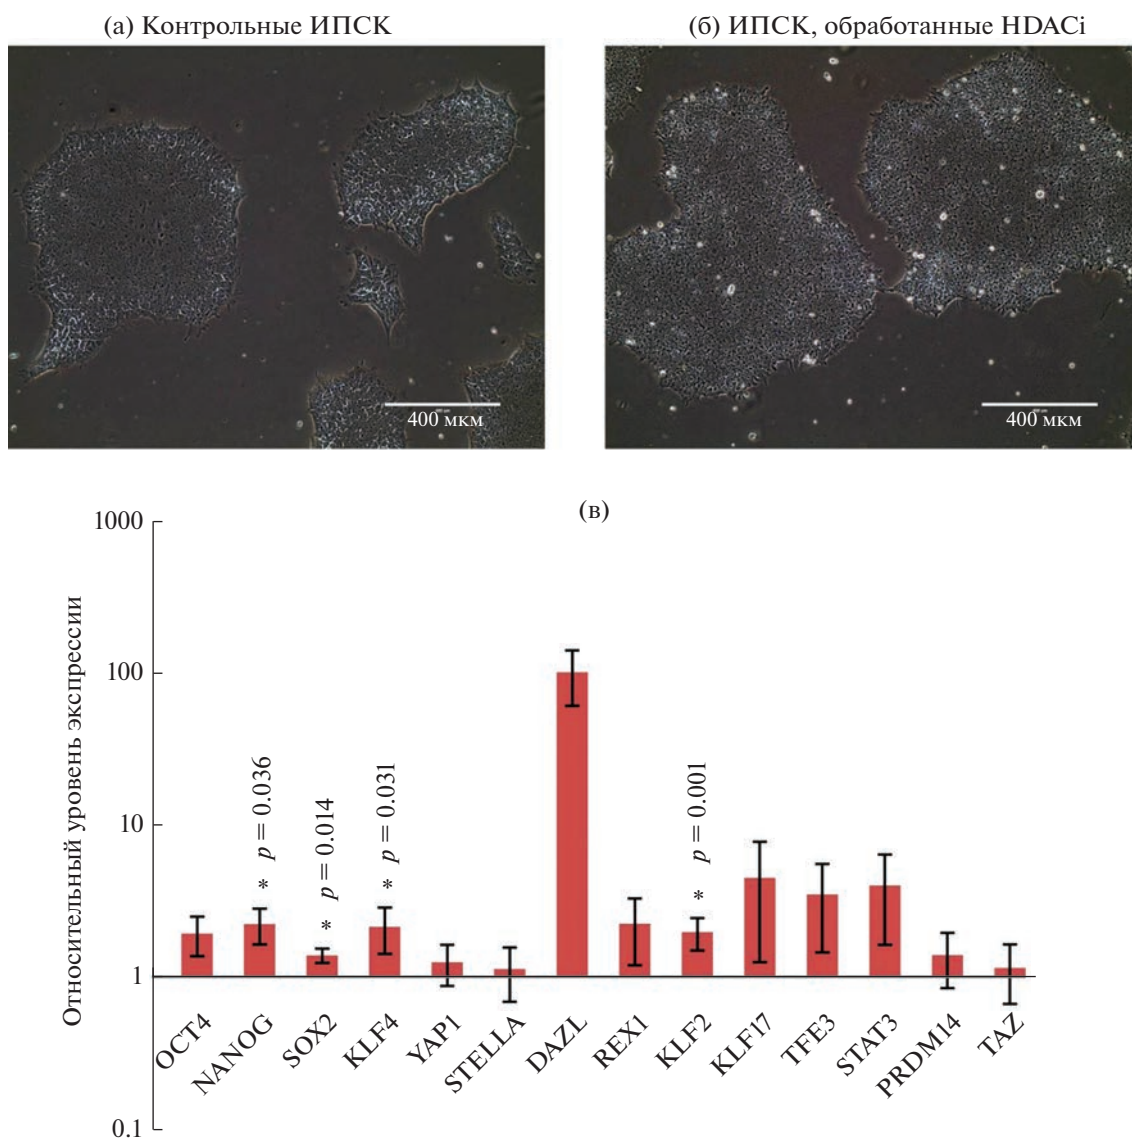 (а) Контрольные ИПСК
(б) ИПСК, обработанные HDACi
400 мкм
400 мкм
(в)
Относительный уровень экспрессии
1000
100
10
1
0.1
* p = 0.036
* p = 0.014
* p = 0.031
* p = 0.001
OCT4
NANOG
SOX2
KLF4
YAP1
STELLA
DAZL
REX1
KLF2
KLF17
TFE3
STAT3
PRDM14
TAZ